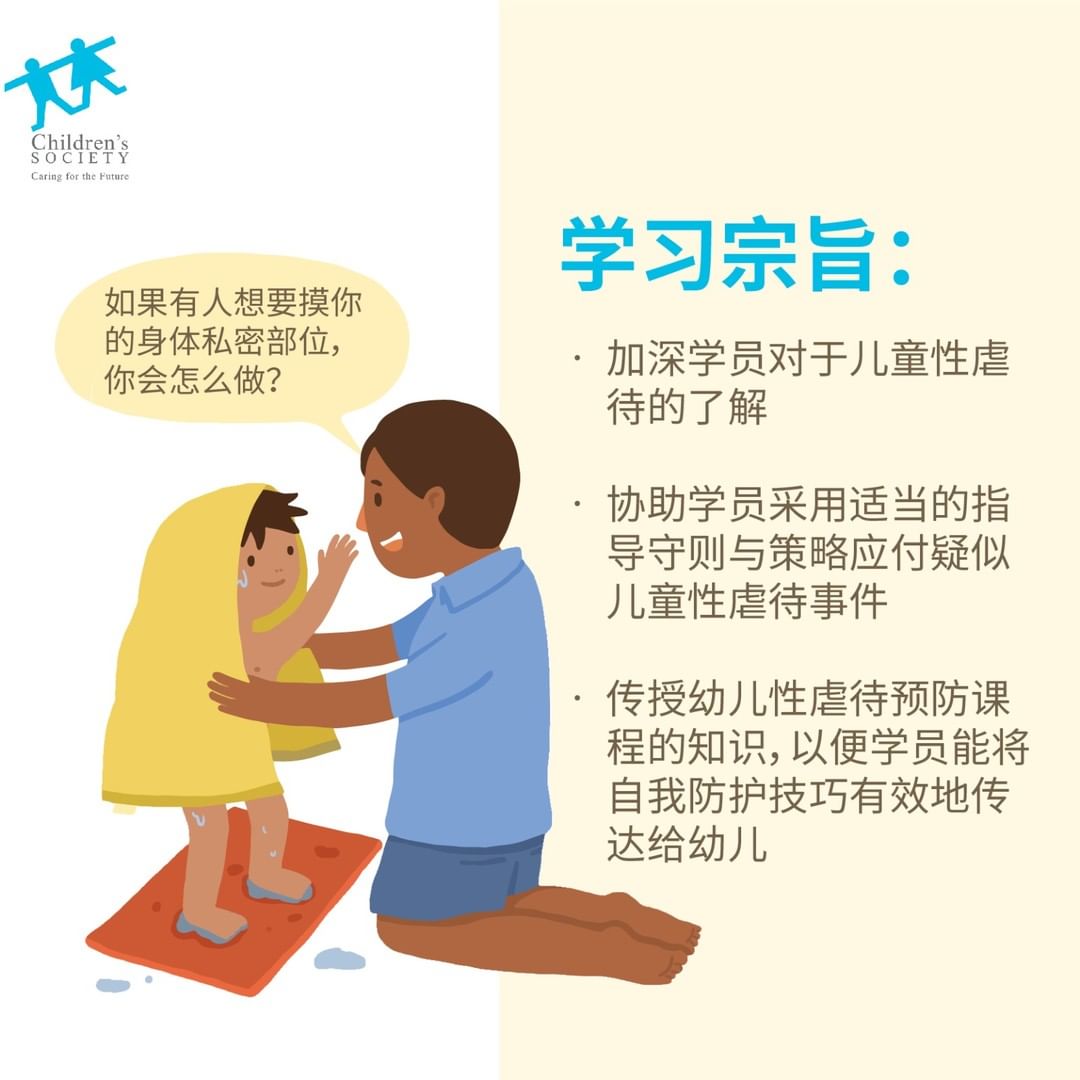 Children's
SOCIETY
Caring for the Future
如果有人想要摸你
的身体私密部位，
你会怎么做？
学习宗旨：
· 加深学员对于儿童性虐
待的了解
· 协助学员采用适当的指
导守则与策略应付疑似
儿童性虐待事件
· 传授幼儿性虐待预防课
程的知识，以便学员能将
自我防护技巧有效地传
达给幼儿